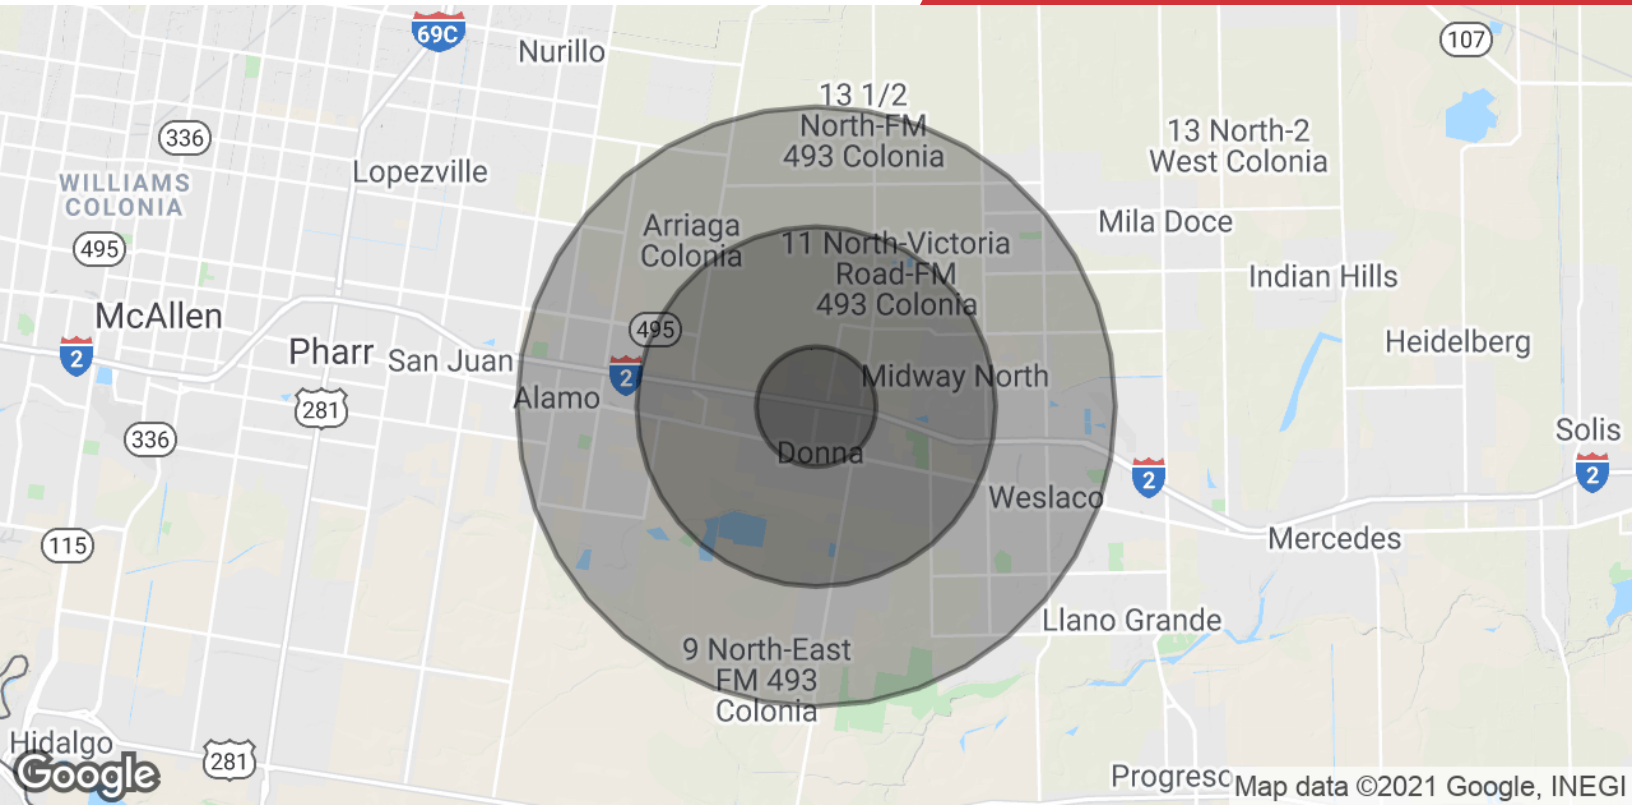 69C
107
Nurillo
13 1/2
North-FM
493 Colonia
336
13 North-2
West Colonia
Lopezville
WILLIAMS
COLONIA
Arriaga
Colonia
Mila Doce
495
11 North-Victoria
Road-FM
493 Colonia
Indian Hills
McAllen
495
Heidelberg
2
Pharr
San Juan
2
Midway North
Alamo
281
336
Donna
Solis
2
2
Weslaco
115
Mercedes
Llano Grande
9 North-East
FM 493
Colonia
Hidalgo
281
Google
Progreso
Map data ©2021 Google, INEGI